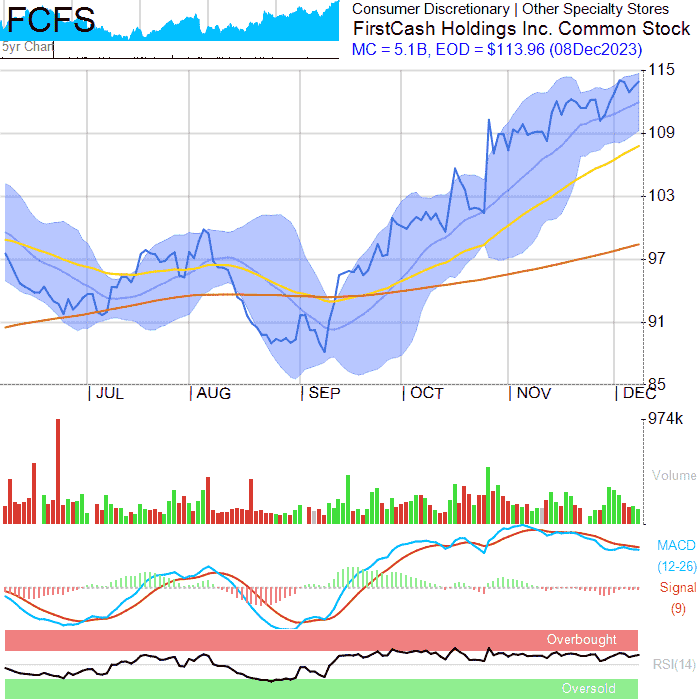 FCFS
5yr Chart
Consumer Discretionary | Other Specialty Stores
FirstCash Holdings Inc. Common Stock
MC = 5.1B, EOD = $113.96 (08Dec2023)
115
109
103
97
91
85
JUL AUG SEP OCT NOV DEC
974k
Volume
MACD
(12-26)
Signal
(9)
Overbought
RSI(14)
Oversold